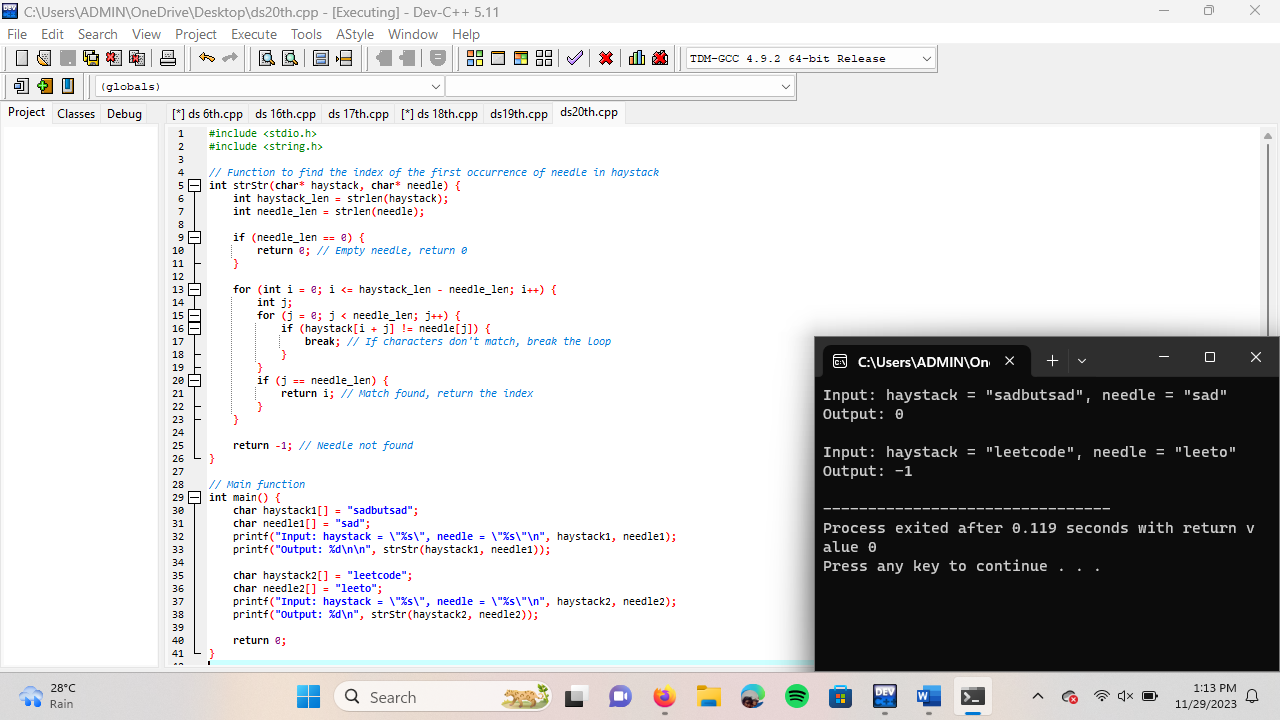 C:\Users\ADMIN\OneDrive\Desktop\ds20th.cpp - [Executing] - Dev-C++ 5.11
File Edit Search View Project Execute Tools AStyle Window Help
TDM-GCC 4.9.2 64-bit Release
(globals)
Project Classes Debug [*] ds 6th.cpp ds 16th.cpp ds 17th.cpp [*] ds 18th.cpp ds19th.cpp ds20th.cpp
1 #include <stdio.h>
2 #include <string.h>
3
4 // Function to find the index of the first occurrence of needle in haystack
5 int strStr(char* haystack, char* needle) {
6 int haystack_len = strlen(haystack);
7 int needle_len = strlen(needle);
8
9 if (needle_len == 0) {
10 return 0; // Empty needle, return 0
11 }
12
13 for (int i = 0; i <= haystack_len - needle_len; i++) {
14 int j;
15 for (j = 0; j < needle_len; j++) {
16 if (haystack[i + j] != needle[j]) {
17 break; // If characters don't match, break the loop
18 }
19 }
20 if (j == needle_len) {
21 return i; // Match found, return the index
22 }
23 }
24
25 return -1; // Needle not found
26 }
27
28 // Main function
29 int main() {
30 char haystack1[] = "sadbutsad";
31 char needle1[] = "sad";
32 printf("Input: haystack = \"%s\", needle = \"%s\"\n", haystack1, needle1);
33 printf("Output: %d\n\n", strStr(haystack1, needle1));
34
35 char haystack2[] = "leetcode";
36 char needle2[] = "leeto";
37 printf("Input: haystack = \"%s\", needle = \"%s\"\n", haystack2, needle2);
38 printf("Output: %d\n", strStr(haystack2, needle2));
39
40 return 0;
41 }
C:\Users\ADMIN\On
Input: haystack = "sadbutsad", needle = "sad"
Output: 0
Input: haystack = "leetcode", needle = "leeto"
Output: -1
--------------------------------
Process exited after 0.119 seconds with return v
alue 0
Press any key to continue . . .
28°C
Rain
Search
DEV
W
1:13 PM
11/29/2023